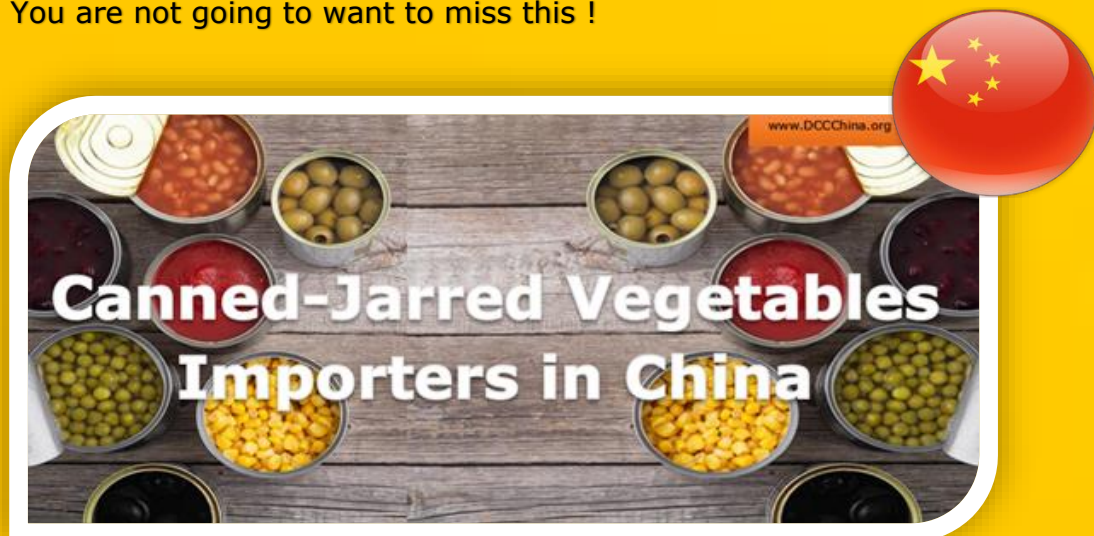 You are not going to want to miss this !
www.DCCChina.org
Canned-Jarred Vegetables
Importers in China